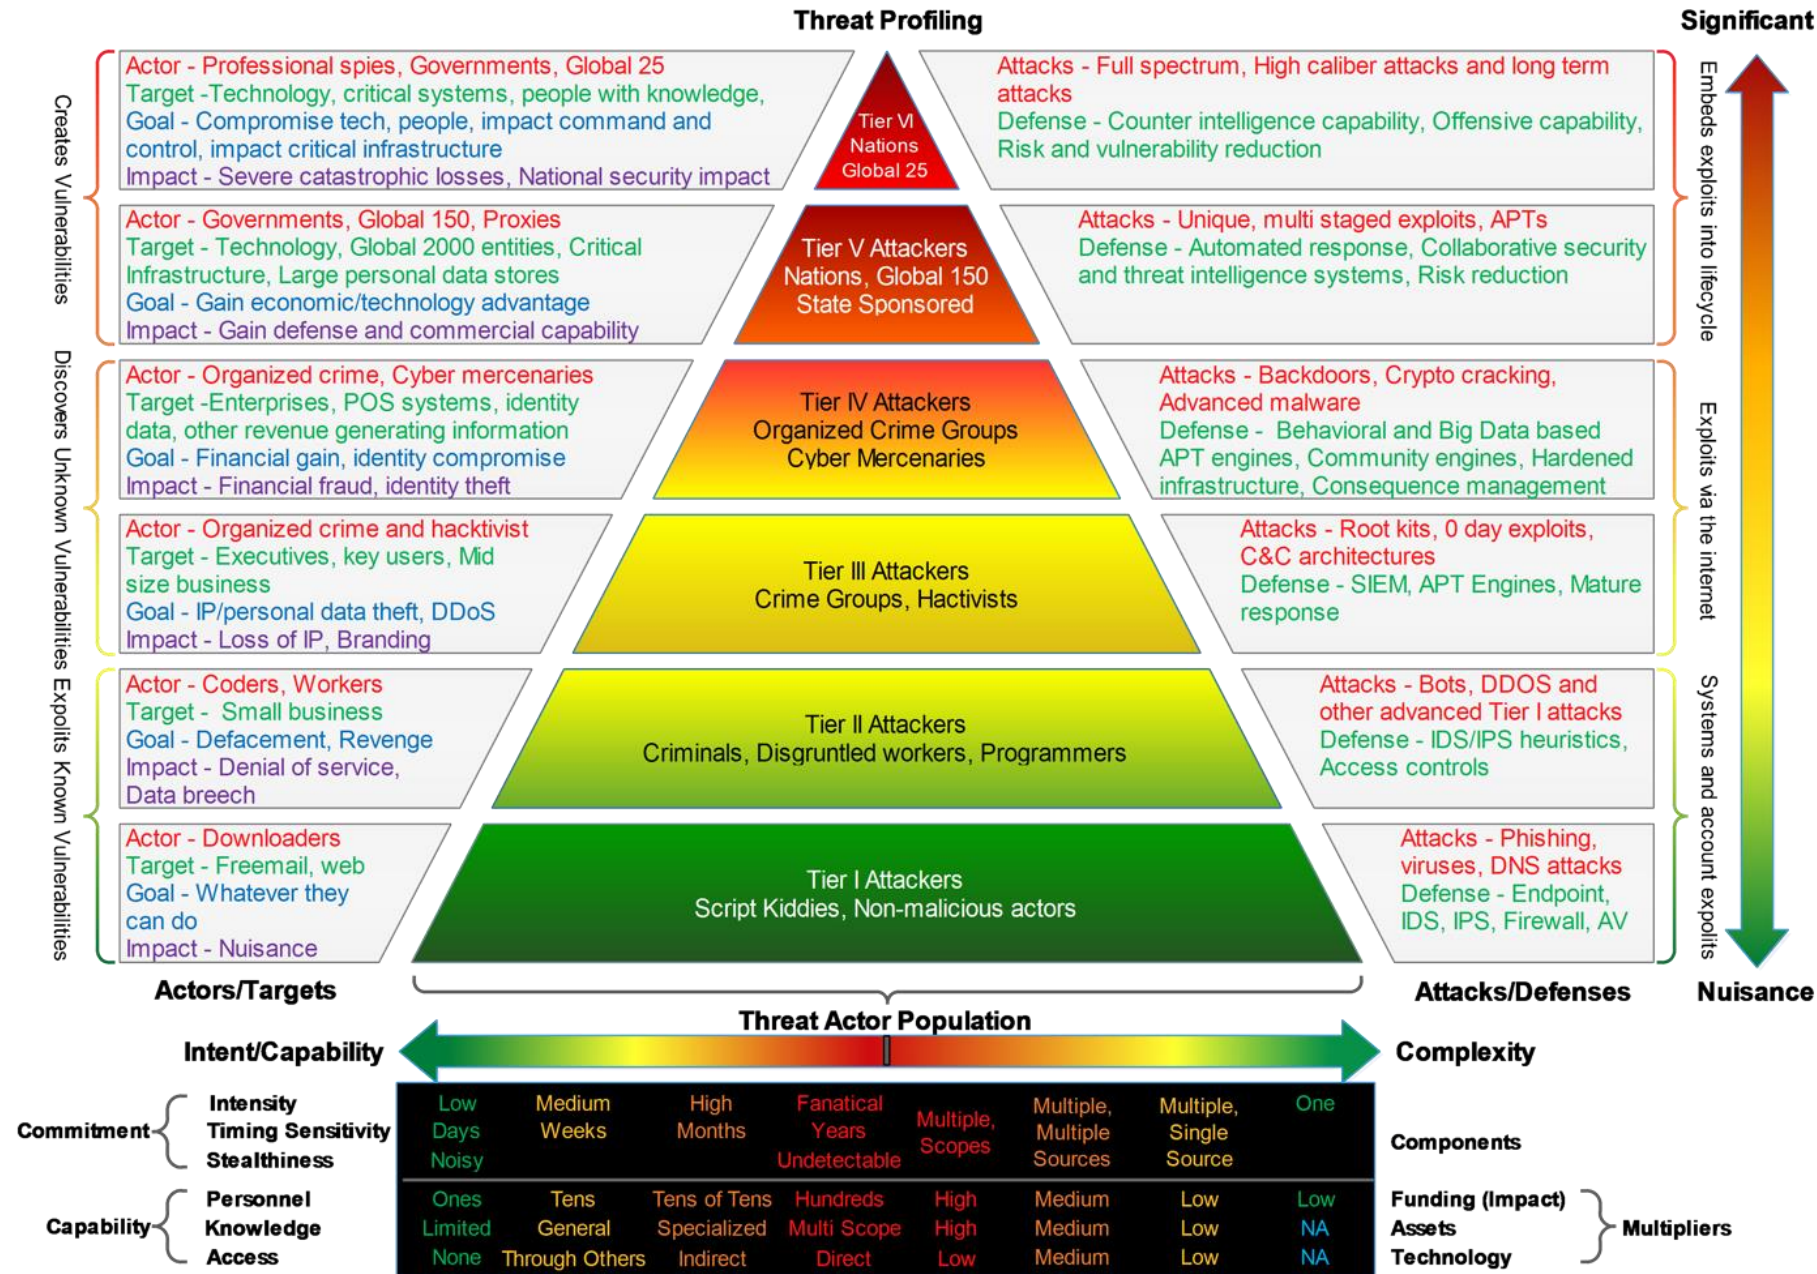 Threat Profiling
Significant
Creates Vulnerabilities
Actor - Professional spies, Governments, Global 25
Target -Technology, critical systems, people with knowledge,
Goal - Compromise tech, people, impact command and
control, impact critical infrastructure
Impact - Severe catastrophic losses, National security impact
Tier VI
Nations
Global 25
Attacks - Full spectrum, High caliber attacks and long term
attacks
Defense - Counter intelligence capability, Offensive capability,
Risk and vulnerability reduction
Embeds exploits into lifecycle
Actor - Governments, Global 150, Proxies
Target - Technology, Global 2000 entities, Critical
Infrastructure, Large personal data stores
Goal - Gain economic/technology advantage
Impact - Gain defense and commercial capability
Tier V Attackers
Nations, Global 150
State Sponsored
Attacks - Unique, multi staged exploits, APTs
Defense - Automated response, Collaborative security
and threat intelligence systems, Risk reduction
Discovers Unknown Vulnerabilities
Actor - Organized crime, Cyber mercenaries
Target -Enterprises, POS systems, identity
data, other revenue generating information
Goal - Financial gain, identity compromise
Impact - Financial fraud, identity theft
Tier IV Attackers
Organized Crime Groups
Cyber Mercenaries
Attacks - Backdoors, Crypto cracking,
Advanced malware
Defense - Behavioral and Big Data based
APT engines, Community engines, Hardened
infrastructure, Consequence management
Exploits via the internet
Actor - Organized crime and hacktivist
Target - Executives, key users, Mid
size business
Goal - IP/personal data theft, DDoS
Impact - Loss of IP, Branding
Tier III Attackers
Crime Groups, Hactivists
Attacks - Root kits, 0 day exploits,
C&C architectures
Defense - SIEM, APT Engines, Mature
response
Expolits Known Vulnerabilities
Actor - Coders, Workers
Target - Small business
Goal - Defacement, Revenge
Impact - Denial of service,
Data breech
Tier II Attackers
Criminals, Disgruntled workers, Programmers
Attacks - Bots, DDOS and
other advanced Tier I attacks
Defense - IDS/IPS heuristics,
Access controls
Systems and account expolits
Actor - Downloaders
Target - Freemail, web
Goal - Whatever they
can do
Impact - Nuisance
Tier I Attackers
Script Kiddies, Non-malicious actors
Attacks - Phishing,
viruses, DNS attacks
Defense - Endpoint,
IDS, IPS, Firewall, AV
Actors/Targets
Attacks/Defenses
Nuisance
Threat Actor Population
Intent/Capability
Complexity
Commitment
Intensity
Timing Sensitivity
Stealthiness
Low
Days
Noisy
Medium
Weeks
High
Months
Fanatical
Years
Undetectable
Multiple,
Scopes
Multiple,
Multiple
Sources
Multiple,
Single
Source
One
Components
Capability
Personnel
Knowledge
Access
Ones
Limited
None
Tens
General
Through Others
Tens of Tens
Specialized
Indirect
Hundreds
Multi Scope
Direct
High
High
Low
Medium
Medium
Medium
Low
Low
Low
Low
NA
NA
Funding (Impact)
Assets
Technology
Multipliers